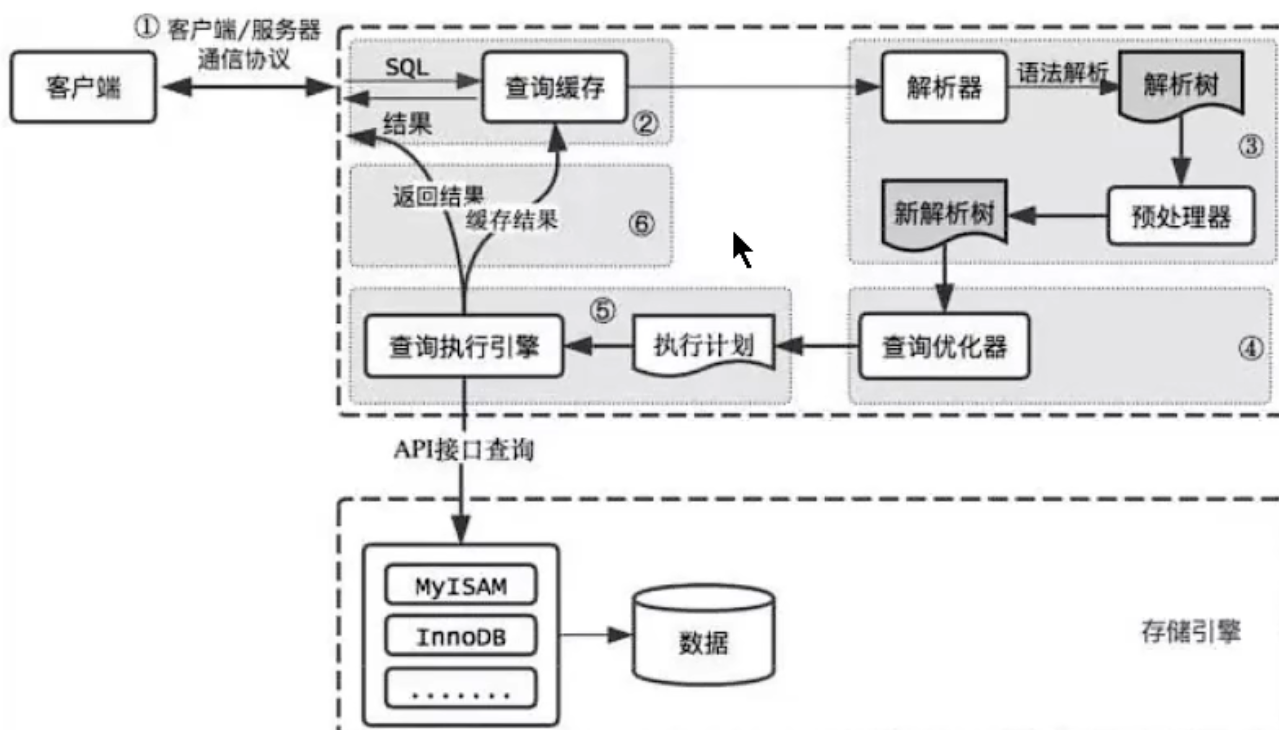 ① 客户端/服务器
通信协议
客户端
SQL
结果
查询缓存
②
解析器
语法解析
解析树
③
预处理器
新解析树
返回结果
缓存结果
⑥
查询执行引擎
⑤
执行计划
查询优化器
④
API接口查询
MyISAM
InnoDB
.......
数据
存储引擎